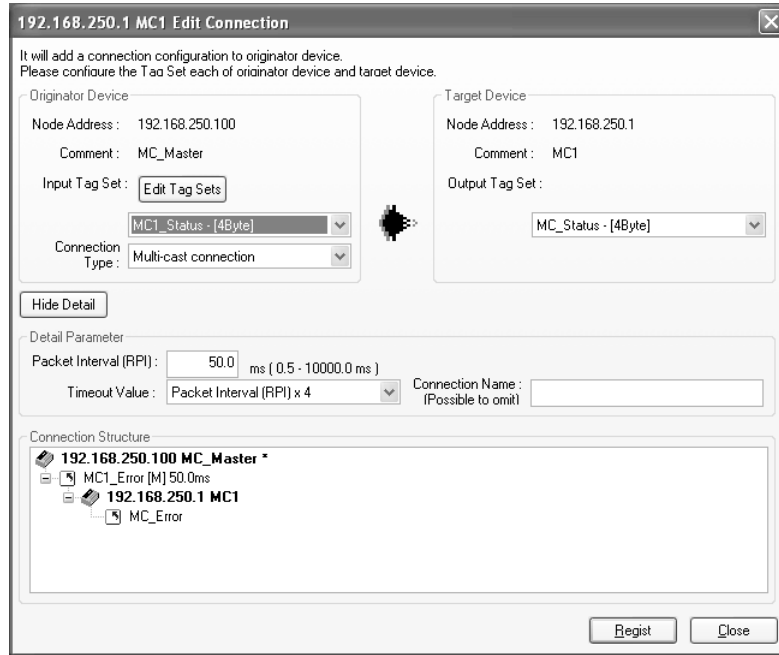 192.168.250.1 MC1 Edit Connection
It will add a connection configuration to originator device.
Please configure the Tag Set each of originator device and target device.
Originator Device
Node Address : 192.168.250.100
Comment : MC_Master
Input Tag Set : Edit Tag Sets
MC1_Status - [4Byte]
Connection Type : Multi-cast connection
Target Device
Node Address : 192.168.250.1
Comment : MC1
Output Tag Set :
MC_Status - [4Byte]
Hide Detail
Detail Parameter
Packet Interval (RPI) : 50.0 ms ( 0.5 - 10000.0 ms )
Timeout Value : Packet Interval (RPI) x 4
Connection Name :
(Possible to omit)
Connection Structure
192.168.250.100 MC_Master *
MC1_Error [M] 50.0ms
192.168.250.1 MC1
MC_Error
Regist Close